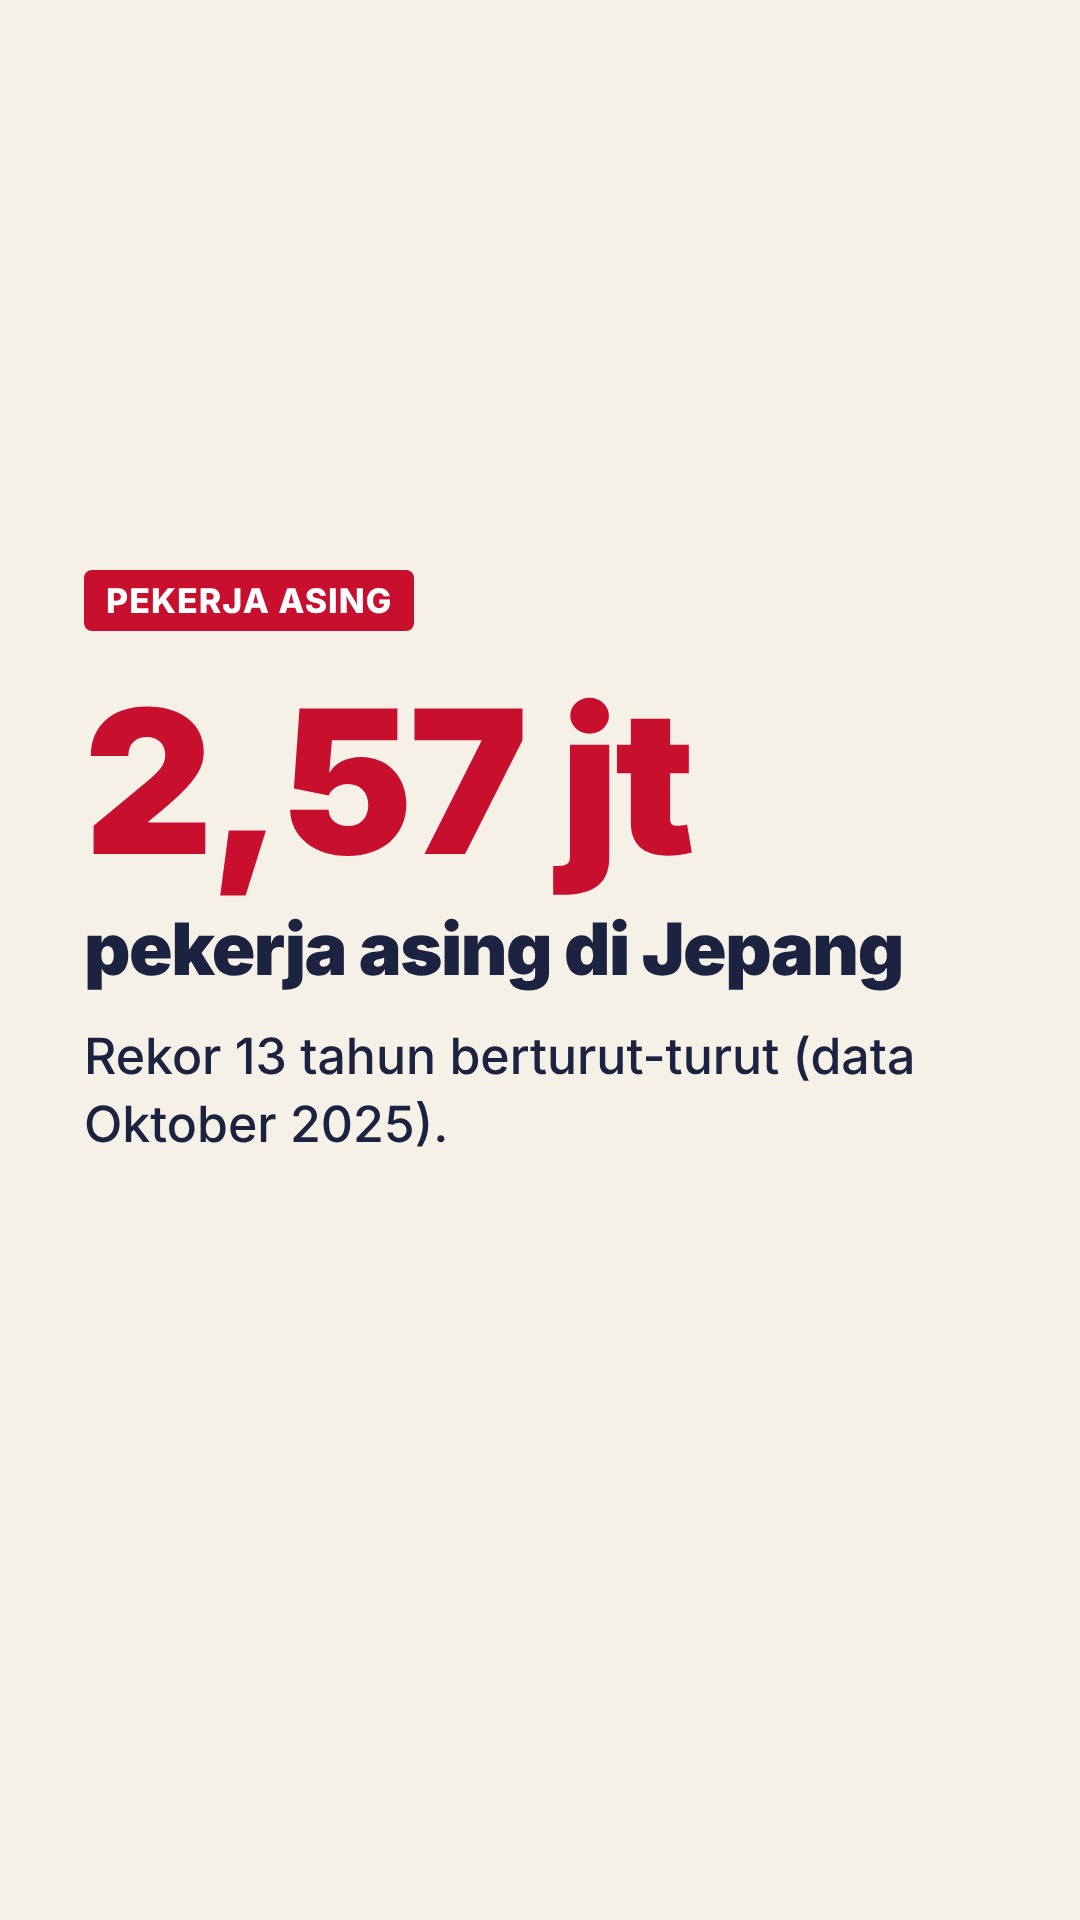 PEKERJA ASING
2,57 jt
pekerja asing di Jepang
Rekor 13 tahun berturut-turut (data
Oktober 2025).